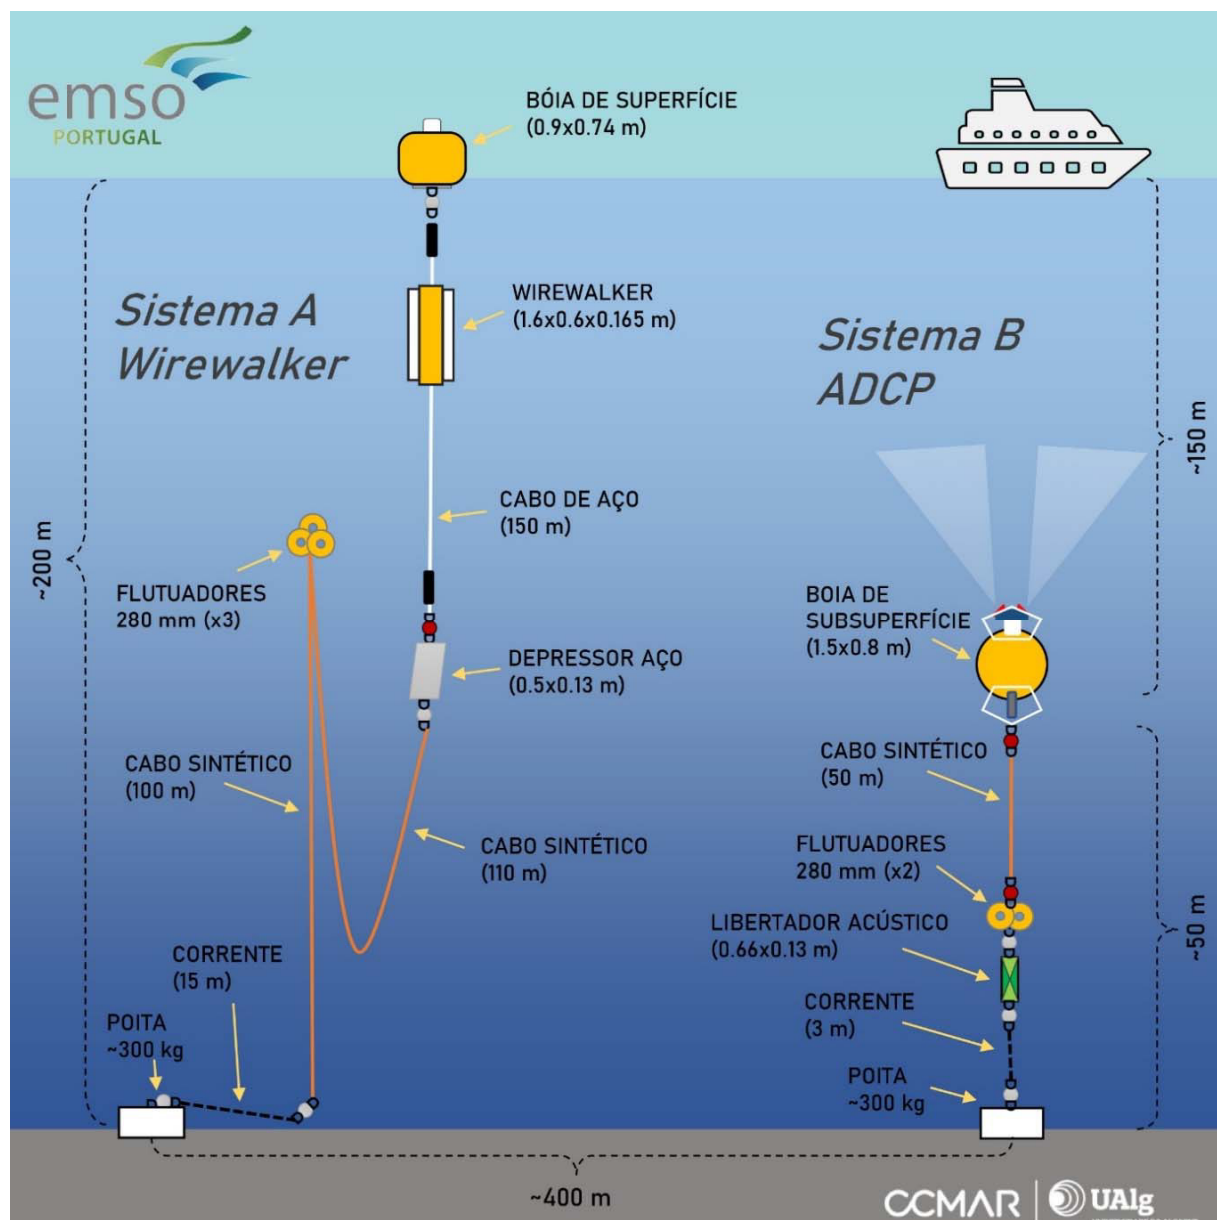 emso
PORTUGAL
BÓIA DE SUPERFÍCIE
(0.9x0.74 m)
Sistema A
Wirewalker
WIREWALKER
(1.6x0.6x0.165 m)
Sistema B
ADCP
~150 m
~200 m
CABO DE AÇO
(150 m)
FLUTUADORES
280 mm (x3)
BOIA DE
SUBSUPERFÍCIE
(1.5x0.8 m)
DEPRESSOR AÇO
(0.5x0.13 m)
CABO SINTÉTICO
(100 m)
CABO SINTÉTICO
(50 m)
CABO SINTÉTICO
(110 m)
FLUTUADORES
280 mm (x2)
LIBERTADOR ACÚSTICO
(0.66x0.13 m)
~50 m
CORRENTE
(15 m)
CORRENTE
(3 m)
POITA
~300 kg
POITA
~300 kg
~400 m
CCMAR
UAlg